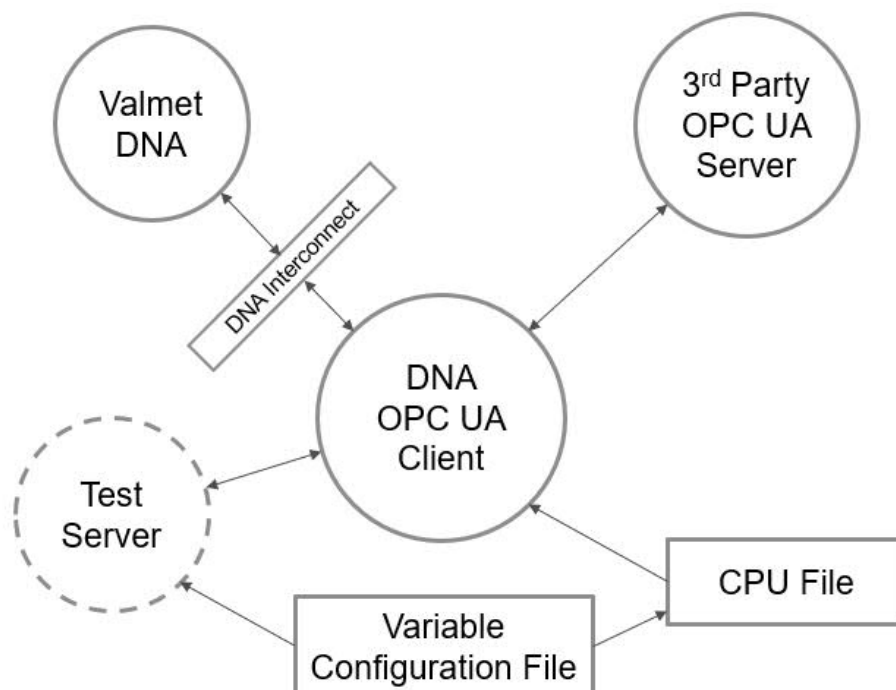 Valmet
DNA
3rd Party
OPC UA
Server
DNA Interconnect
DNA
OPC UA
Client
Test
Server
CPU File
Variable
Configuration File